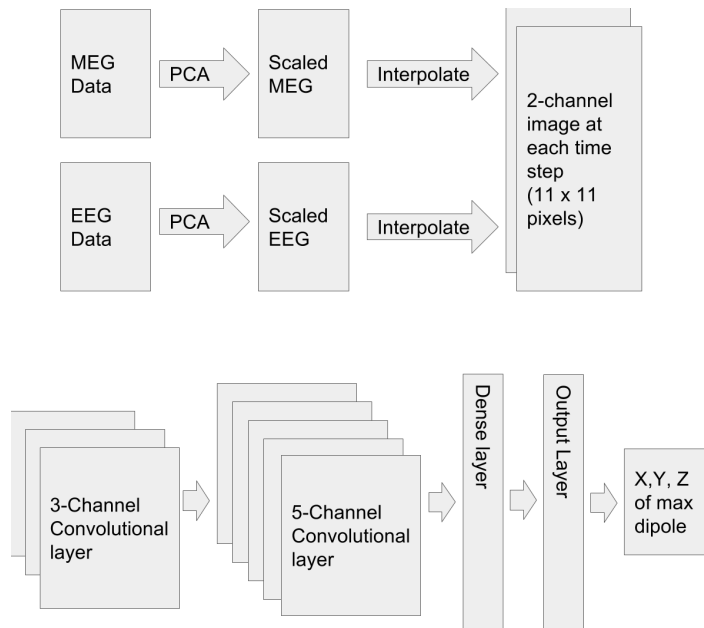 MEG
Data
PCA
Scaled
MEG
Interpolate
2-channel
image at
each time
step
(11 x 11
pixels)
EEG
Data
PCA
Scaled
EEG
Interpolate
3-Channel
Convolutional
layer
5-Channel
Convolutional
layer
Dense layer
Output Layer
X,Y, Z
of max
dipole